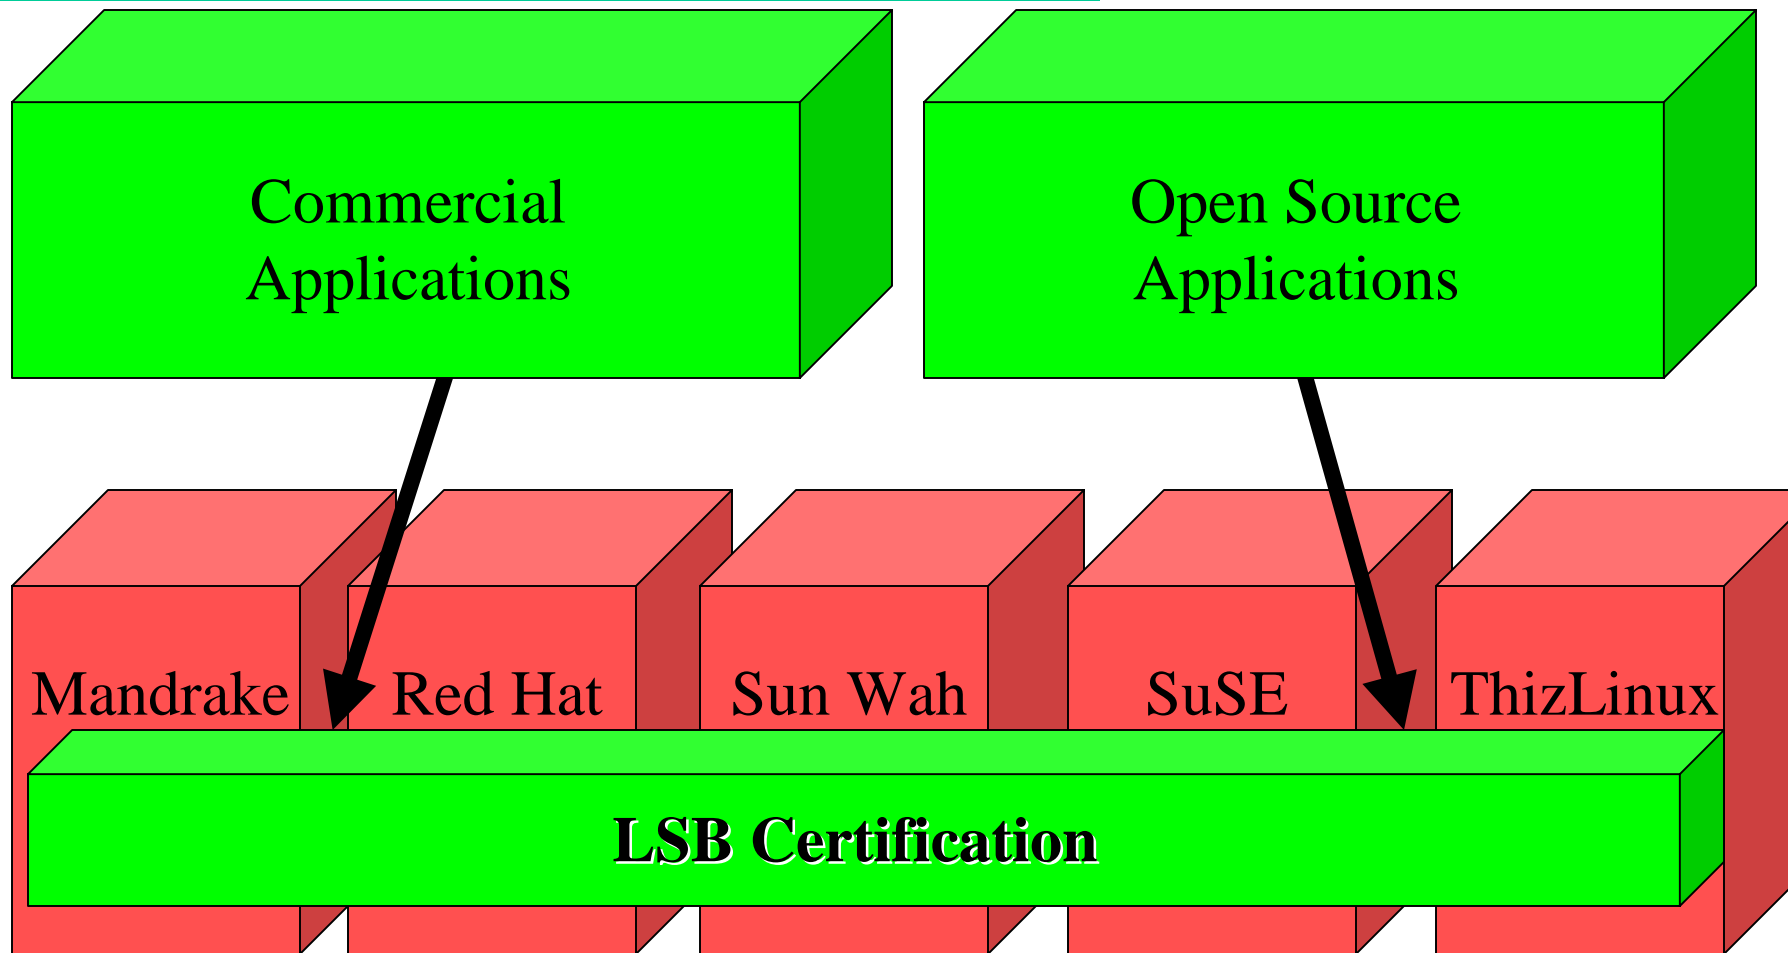 Commercial
Applications
Open Source
Applications
Mandrake
Red Hat
Sun Wah
SuSE
ThizLinux
LSB Certification